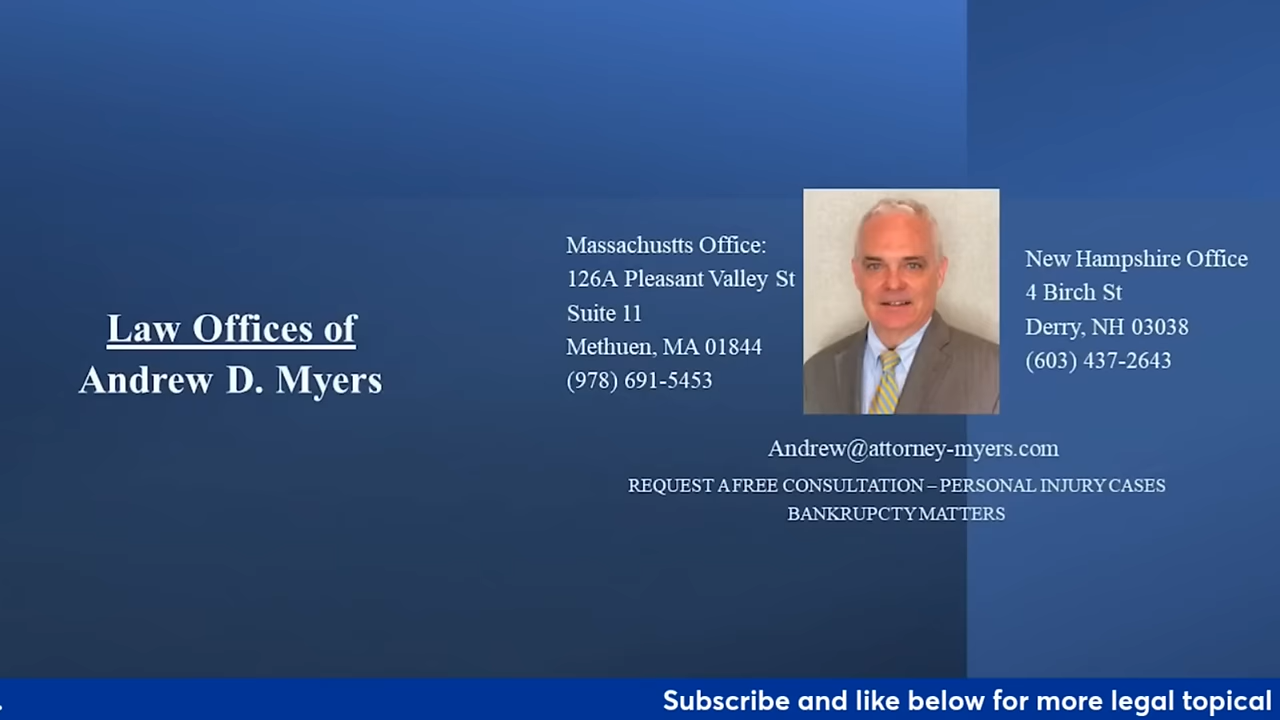 Law Offices of
Andrew D. Myers
Massachustts Office:
126A Pleasant Valley St
Suite 11
Methuen, MA 01844
(978) 691-5453
New Hampshire Office
4 Birch St
Derry, NH 03038
(603) 437-2643
Andrew@attorney-myers.com
REQUEST A FREE CONSULTATION – PERSONAL INJURY CASES
BANKRUPCTY MATTERS
. Subscribe and like below for more legal topical